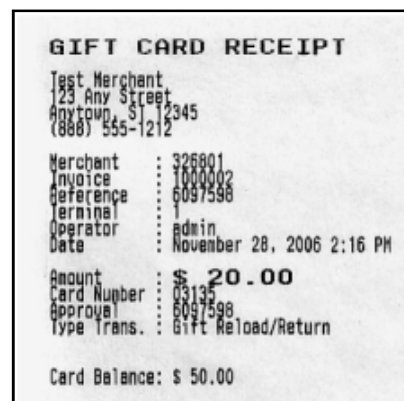 GIFT CARD RECEIPT
Test Merchant
123 Any Street
Anytown, ST 12345
(888) 555-1212
Merchant : 326801
Invoice : 1000002
Reference : 6097598
Terminal : 1
Operator : admin
Date : November 28, 2006 2:16 PM
Amount : $ 20.00
Card Number : 03135
Approval : 6097598
Type Trans. : Gift Reload/Return
Card Balance: $ 50.00